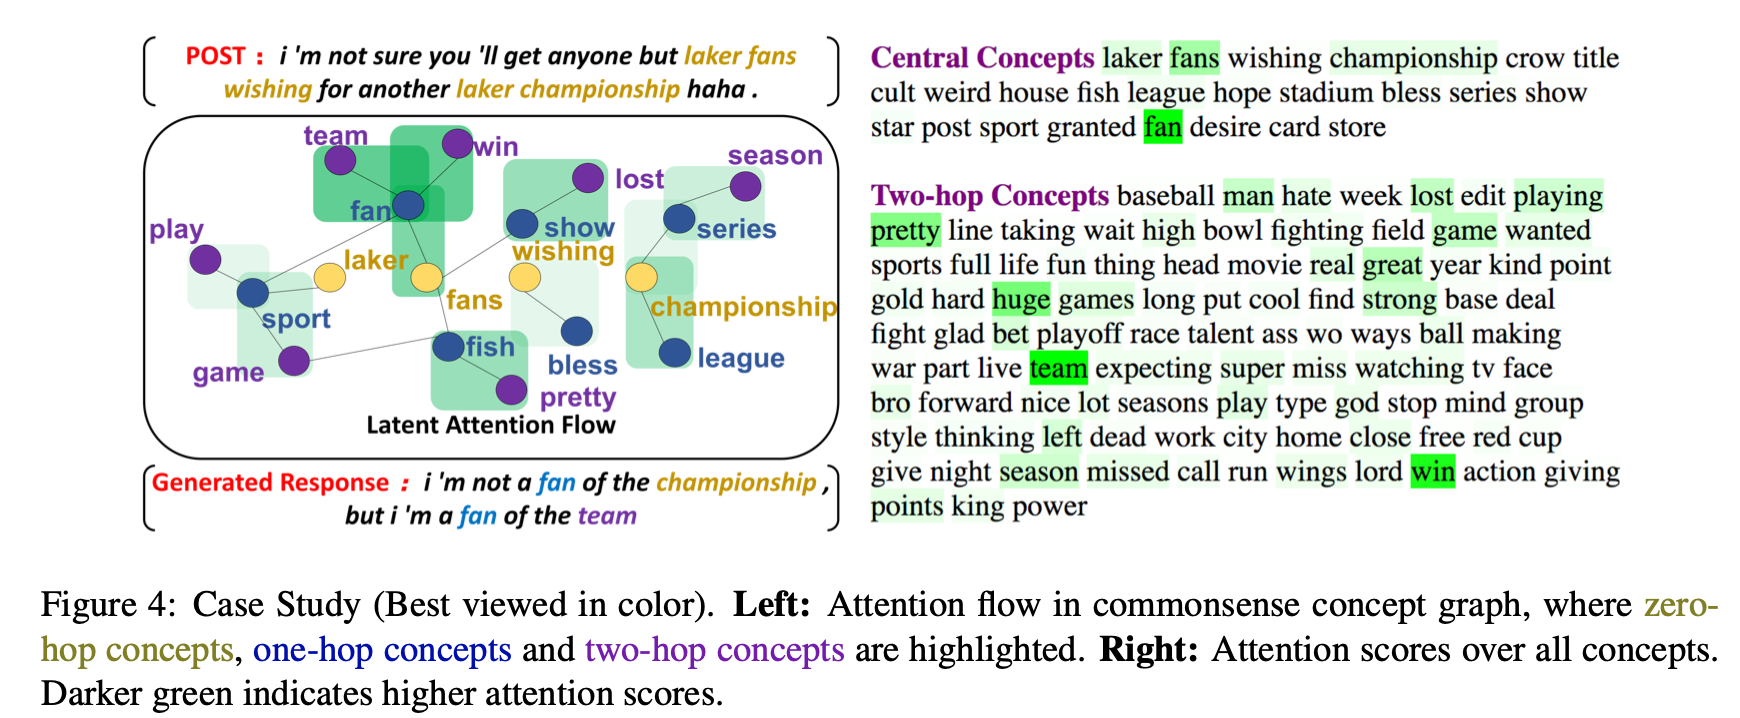 POST : i 'm not sure you 'll get anyone but laker fans
wishing for another laker championship haha .
team
win
season
lost
fan
play
show
series
laker
wishing
fans
championship
sport
fish
bless
league
game
pretty
Latent Attention Flow
Generated Response : i 'm not a fan of the championship ,
but i 'm a fan of the team
Central Concepts laker fans wishing championship crow title
cult weird house fish league hope stadium bless series show
star post sport granted fan desire card store
Two-hop Concepts baseball man hate week lost edit playing
pretty line taking wait high bowl fighting field game wanted
sports full life fun thing head movie real great year kind point
gold hard huge games long put cool find strong base deal
fight glad bet playoff race talent ass wo ways ball making
war part live team expecting super miss watching tv face
bro forward nice lot seasons play type god stop mind group
style thinking left dead work city home close free red cup
give night season missed call run wings lord win action giving
points king power
Figure 4: Case Study (Best viewed in color). Left: Attention flow in commonsense concept graph, where zero-
hop concepts, one-hop concepts and two-hop concepts are highlighted. Right: Attention scores over all concepts.
Darker green indicates higher attention scores.